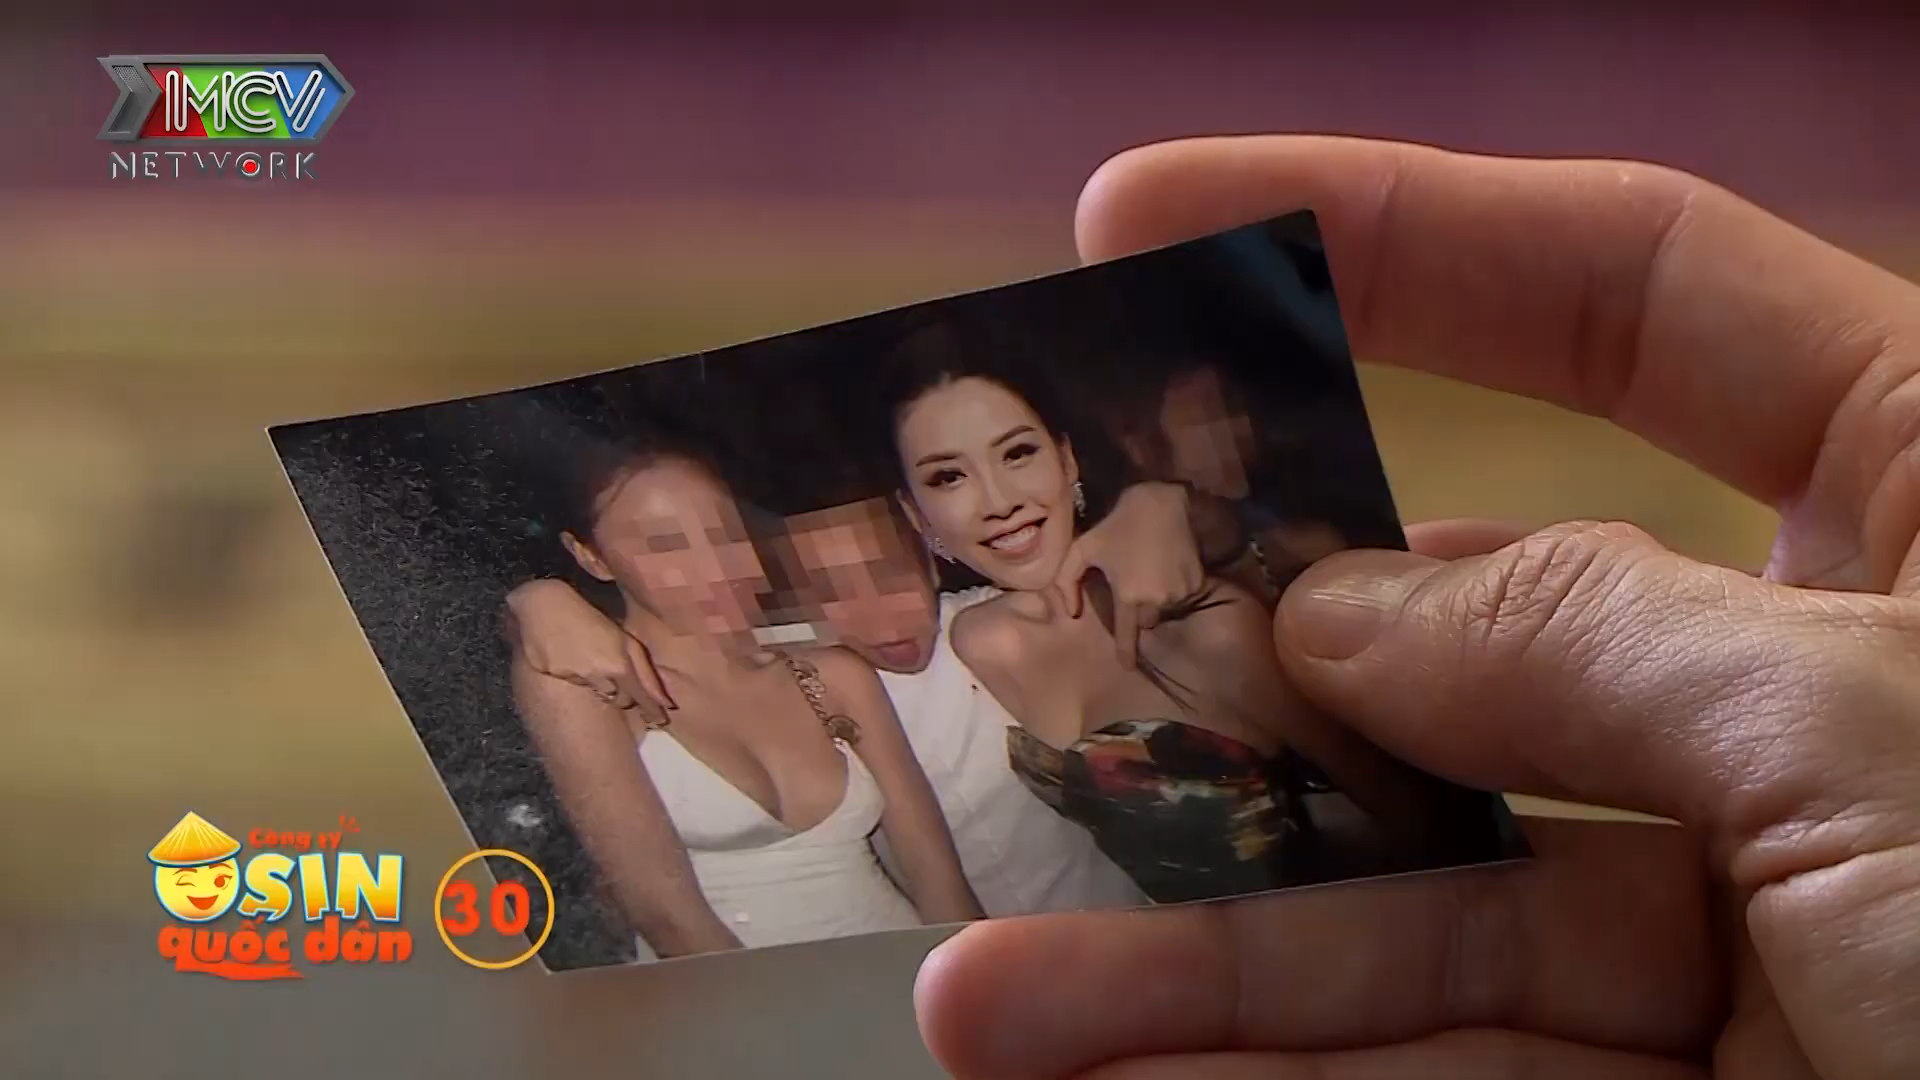 MCV
NETWORK
Công ty
ÔSIN
quốc dân
30